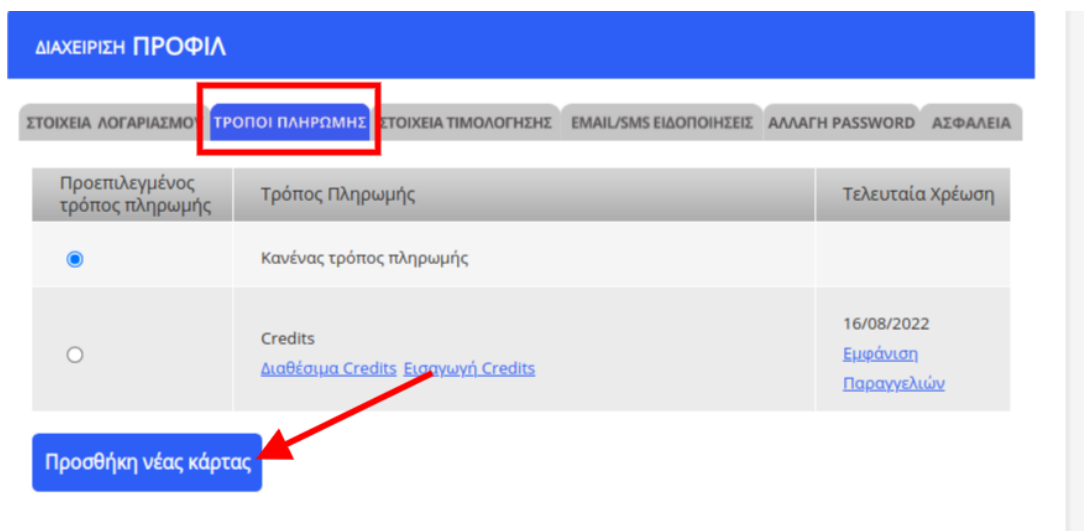 ΔΙΑΧΕΙΡΙΣΗ ΠΡΟΦΙΛ
ΣΤΟΙΧΕΙΑ ΛΟΓΑΡΙΑΣΜΟΥ ΤΡΟΠΟΙ ΠΛΗΡΩΜΗΣ ΣΤΟΙΧΕΙΑ ΤΙΜΟΛΟΓΗΣΗΣ EMAIL/SMS ΕΙΔΟΠΟΙΗΣΕΙΣ ΑΛΛΑΓΗ PASSWORD ΑΣΦΑΛΕΙΑ
Προεπιλεγμένος
τρόπος πληρωμής
Τρόπος Πληρωμής
Τελευταία Χρέωση
Κανένας τρόπος πληρωμής
Credits
Διαθέσιμα Credits Εισαγωγή Credits
16/08/2022
Εμφάνιση
Παραγγελιών
Προσθήκη νέας κάρτας